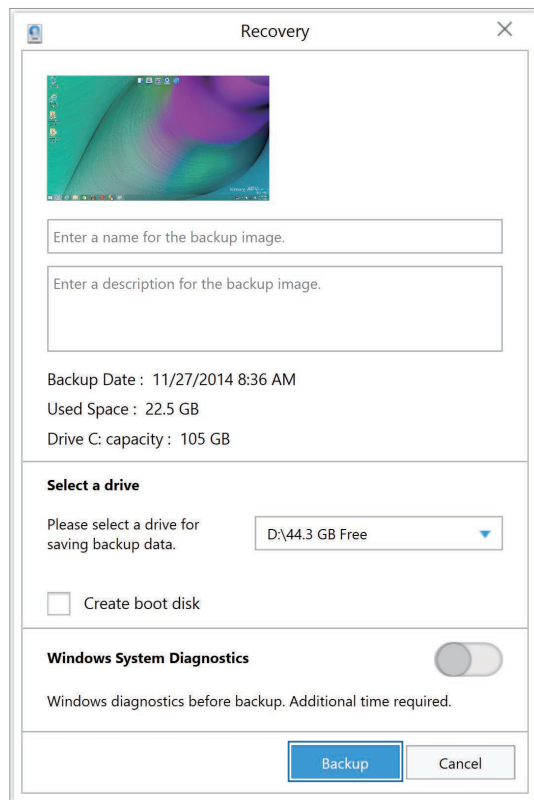 Recovery
Enter a name for the backup image.
Enter a description for the backup image.
Backup Date : 11/27/2014 8:36 AM
Used Space : 22.5 GB
Drive C: capacity : 105 GB
Select a drive
Please select a drive for
saving backup data.
D:\44.3 GB Free
Create boot disk
Windows System Diagnostics
Windows diagnostics before backup. Additional time required.
Backup
Cancel